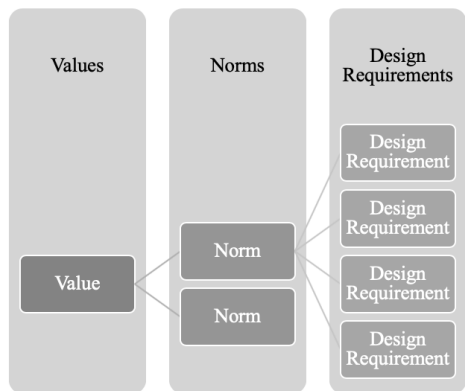 Values
Norms
Design
Requirements
Value
Norm
Norm
Design
Requirement
Design
Requirement
Design
Requirement
Design
Requirement